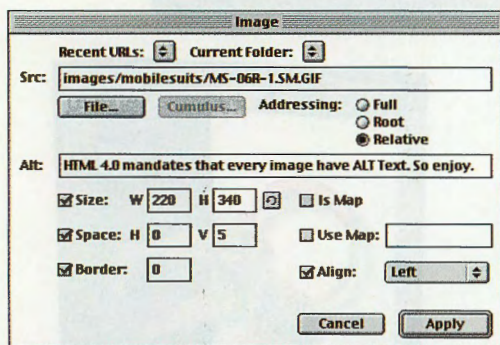 Image
Recent URLs: Current Folder:
Src: images/mobilesuits/MS-06R-1.SM.GIF
File... Cumulus... Addressing: Full
Root
Relative
Alt: HTML 4.0 mandates that every image have ALT Text. So enjoy.
Size: W 220 H 340 Is Map
Space: H 0 V 5 Use Map:
Border: 0 Align: Left
Cancel Apply